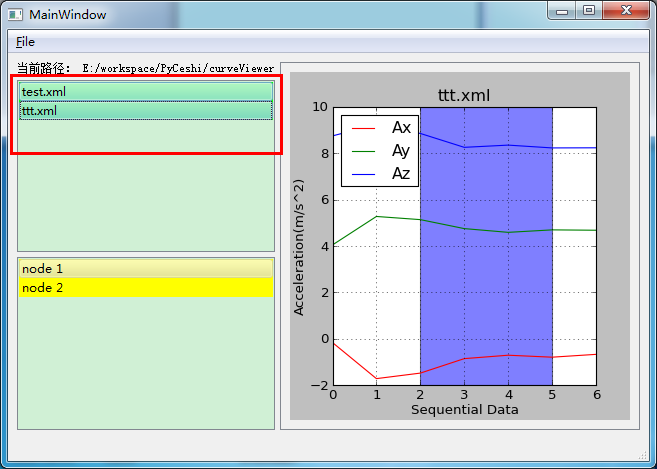 MainWindow
File
当前路径: E:/workspace/PyCeshi/curveViewer
test.xml
ttt.xml
node 1
node 2
ttt.xml
Ax
Ay
Az
10
8
6
4
2
0
−2
Acceleration(m/s^2)
0 1 2 3 4 5 6
Sequential Data